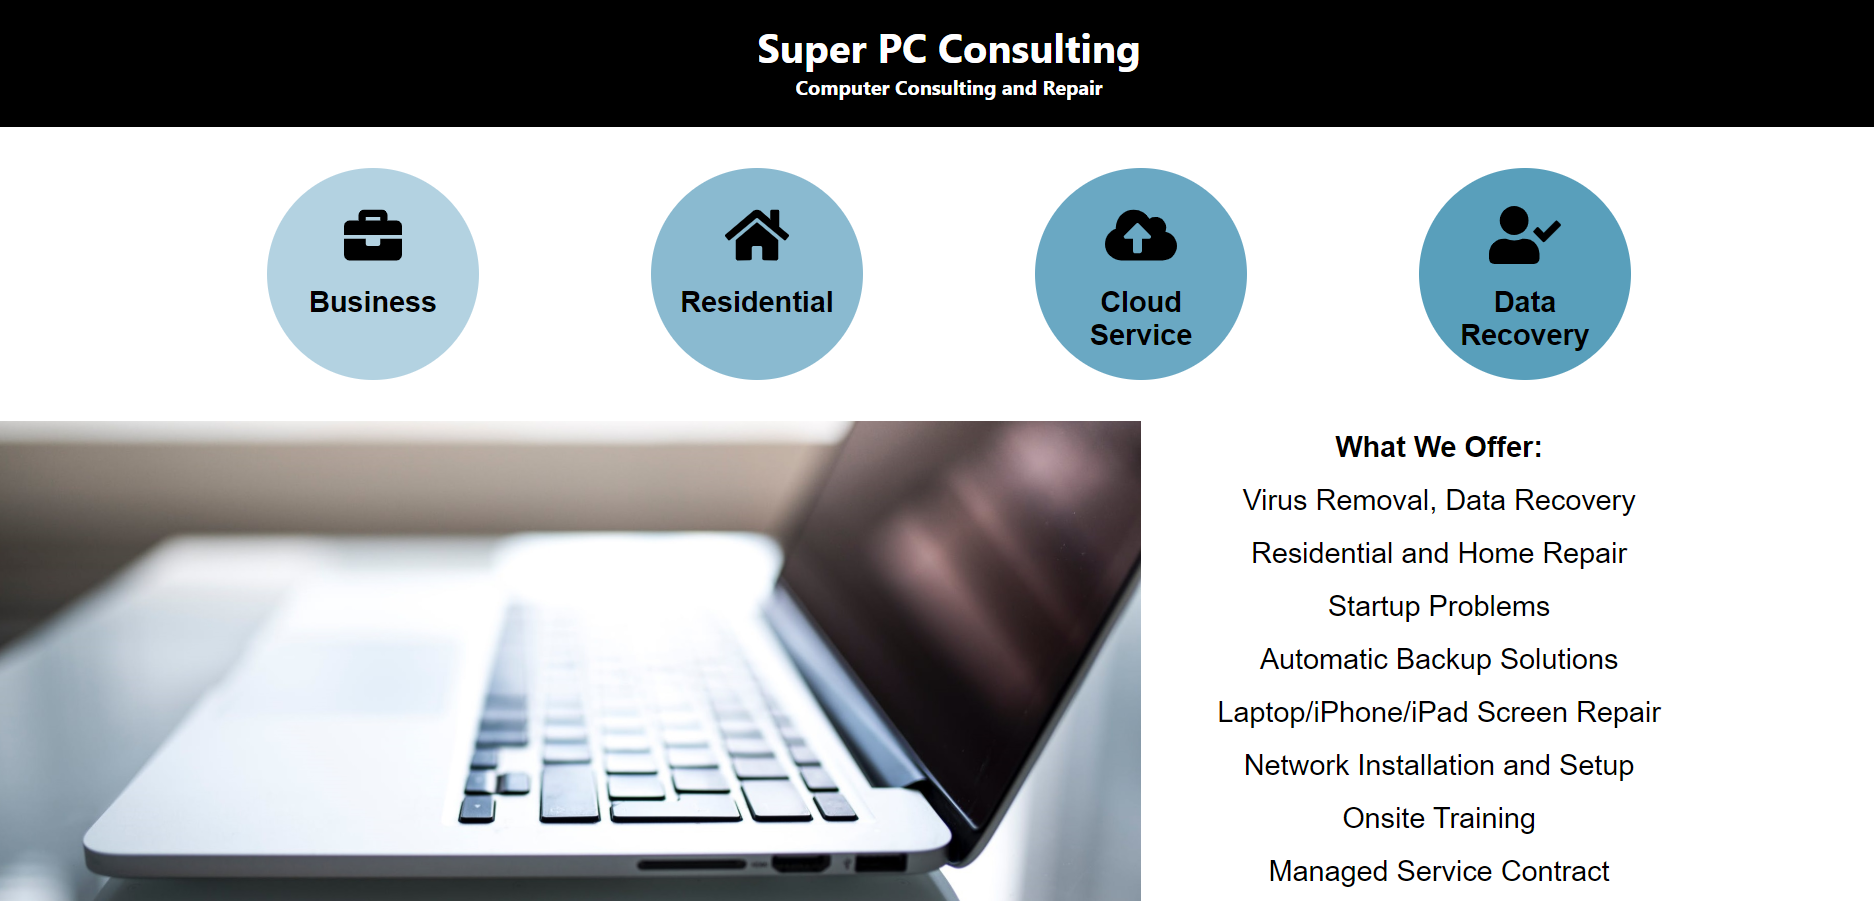 Super PC Consulting
Computer Consulting and Repair
Business
Residential
Cloud
Service
Data
Recovery
What We Offer:
Virus Removal, Data Recovery
Residential and Home Repair
Startup Problems
Automatic Backup Solutions
Laptop/iPhone/iPad Screen Repair
Network Installation and Setup
Onsite Training
Managed Service Contract